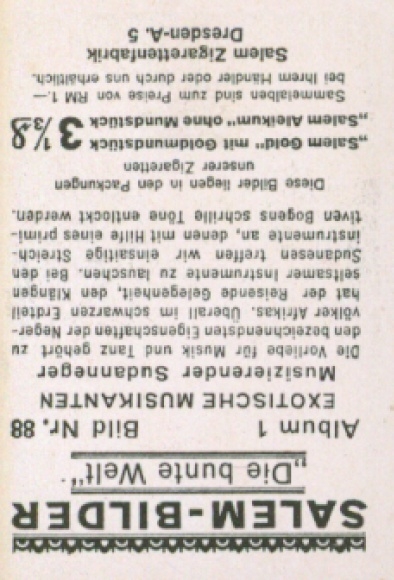 SALEM-BILDER
„Die bunte Welt“
Album 1 Bild Nr. 88
EXOTISCHE MUSIKANTEN
Musizierender Sudanneger
Die Vorliebe für Musik und Tanz gehört zu
den bezeichnendsten Eigenschaften der Neger-
völker Afrikas. Überall im schwarzen Erdteil
hat der Reisende Gelegenheit, den Klängen
seltsamer Instrumente zu lauschen. Bei den
Sudanesen treffen wir einsaitige Streich-
instrumente an, denen mit Hilfe eines primi-
tiven Bogens schrille Töne entlockt werden.
Diese Bilder liegen in den Packungen
unserer Zigaretten
„Salem Gold“ mit Goldmundstück
„Salem Aleikum“ ohne Mundstück 3⅓₰
Sammelalben sind zum Preise von RM 1.—
bei Ihrem Händler oder durch uns erhältlich.
Salem Zigarettenfabrik
Dresden-A. 5